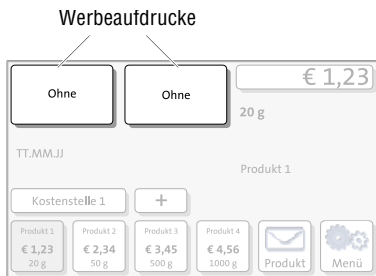 Werbeaufdrucke
Ohne
Ohne
€ 1,23
20 g
TT.MM.JJ
Produkt 1
Kostenstelle 1
+
Produkt 1
€ 1,23
20 g
Produkt 2
€ 2,34
50 g
Produkt 3
€ 3,45
500 g
Produkt 4
€ 4,56
1000 g
Produkt
Menü